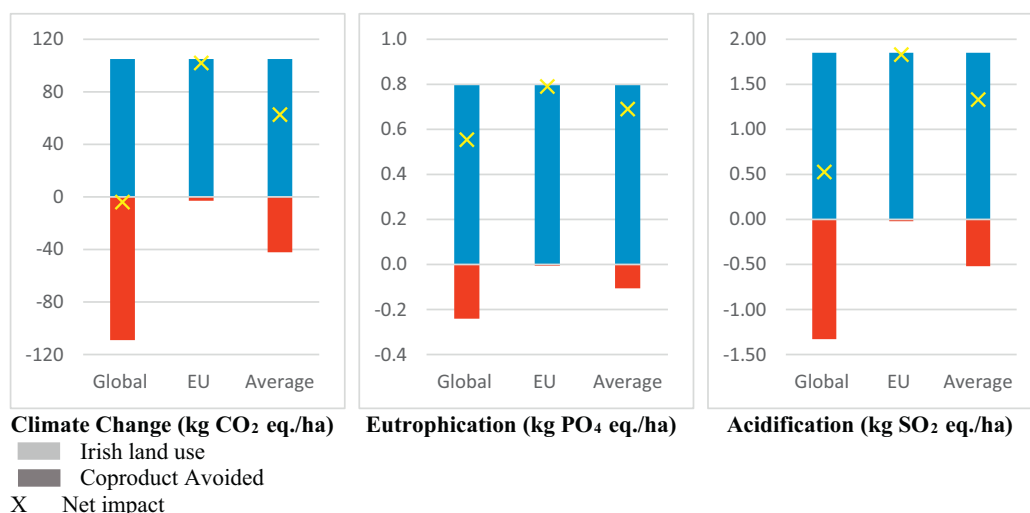 120
80
40
0
-40
-80
-120
Global EU Average
1.0
0.8
0.6
0.4
0.2
0.0
-0.2
-0.4
Global EU Average
2.00
1.50
1.00
0.50
0.00
-0.50
-1.00
-1.50
Global EU Average
Climate Change (kg CO₂ eq./ha)
Eutrophication (kg PO₄ eq./ha)
Acidification (kg SO₂ eq./ha)
Irish land use
Coproduct Avoided
X Net impact